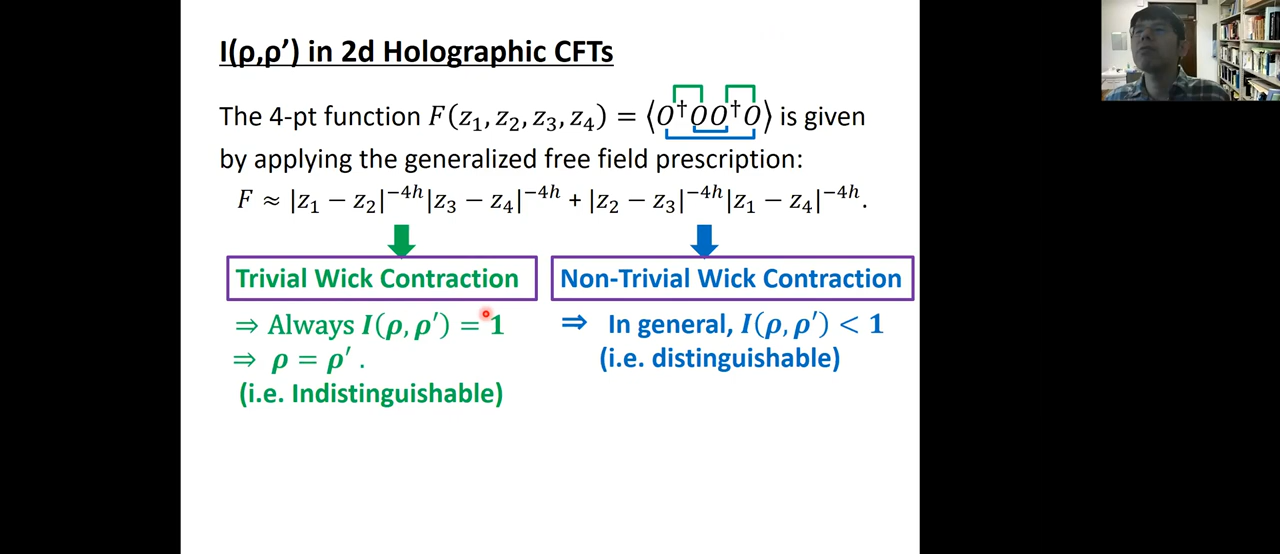 I(ρ,ρ’) in 2d Holographic CFTs
The 4-pt function F(z₁, z₂, z₃, z₄) = ⟨O†OO†O⟩ is given
by applying the generalized free field prescription:
F ≈ |z₁ − z₂|⁻⁴ʰ|z₃ − z₄|⁻⁴ʰ + |z₂ − z₃|⁻⁴ʰ|z₁ − z₄|⁻⁴ʰ.
Trivial Wick Contraction
⇒ Always I(ρ, ρ′) = 1
⇒ ρ = ρ′ .
(i.e. Indistinguishable)
Non-Trivial Wick Contraction
⇒ In general, I(ρ, ρ′) < 1
(i.e. distinguishable)